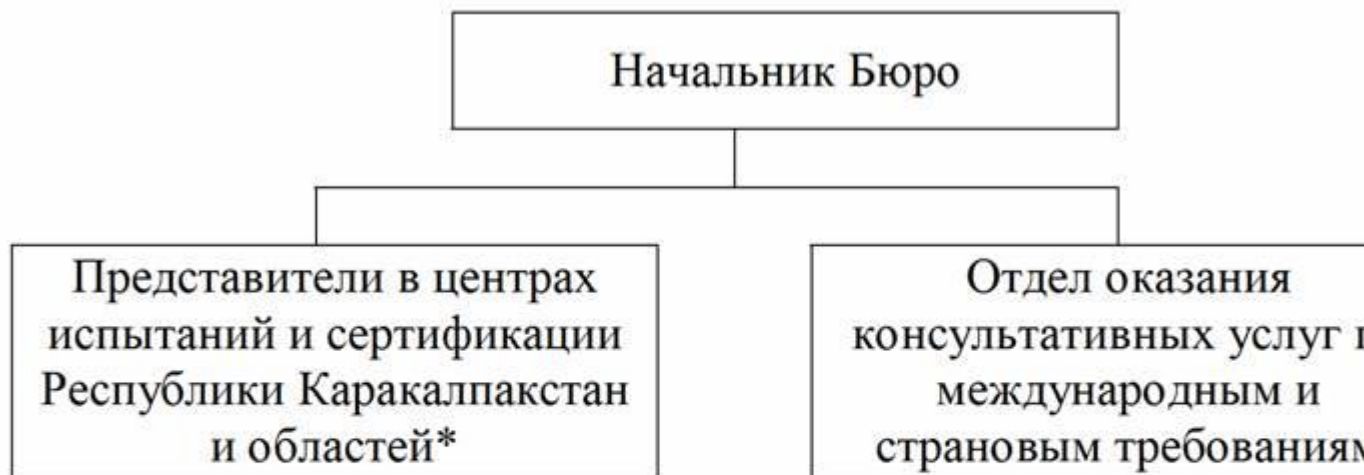 Начальник Бюро
Представители в центрах
испытаний и сертификации
Республики Каракалпакстан
и областей*
Отдел оказания
консультативных услуг
международным и
страновым требованиям